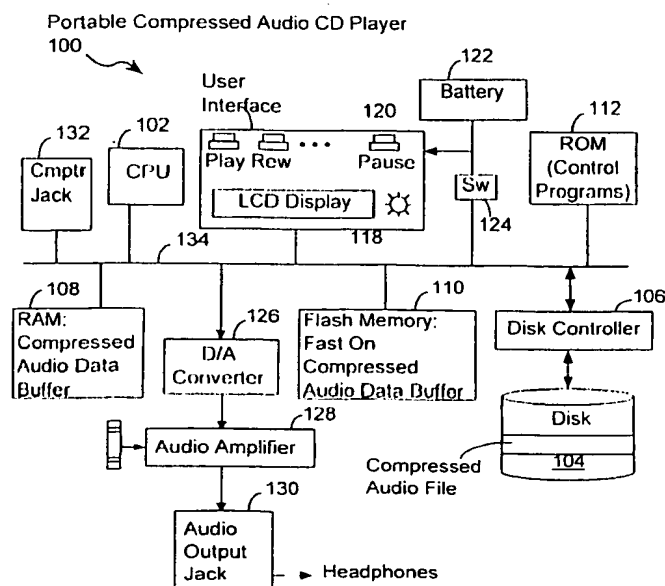 Portable Compressed Audio CD Player
100
User
Interface
122
Battery
120
132
102
112
Cmptr
Jack
CPU
Play Rew • • • Pause
LCD Display
Sw
124
ROM
(Control
Programs)
134
118
108
RAM:
Compressed
Audio Data
Buffer
126
D/A
Converter
110
Flash Memory:
Fast On
Compressed
Audio Data Buffer
106
Disk Controller
128
Audio Amplifier
Disk
104
Compressed
Audio File
130
Audio
Output
Jack
Headphones